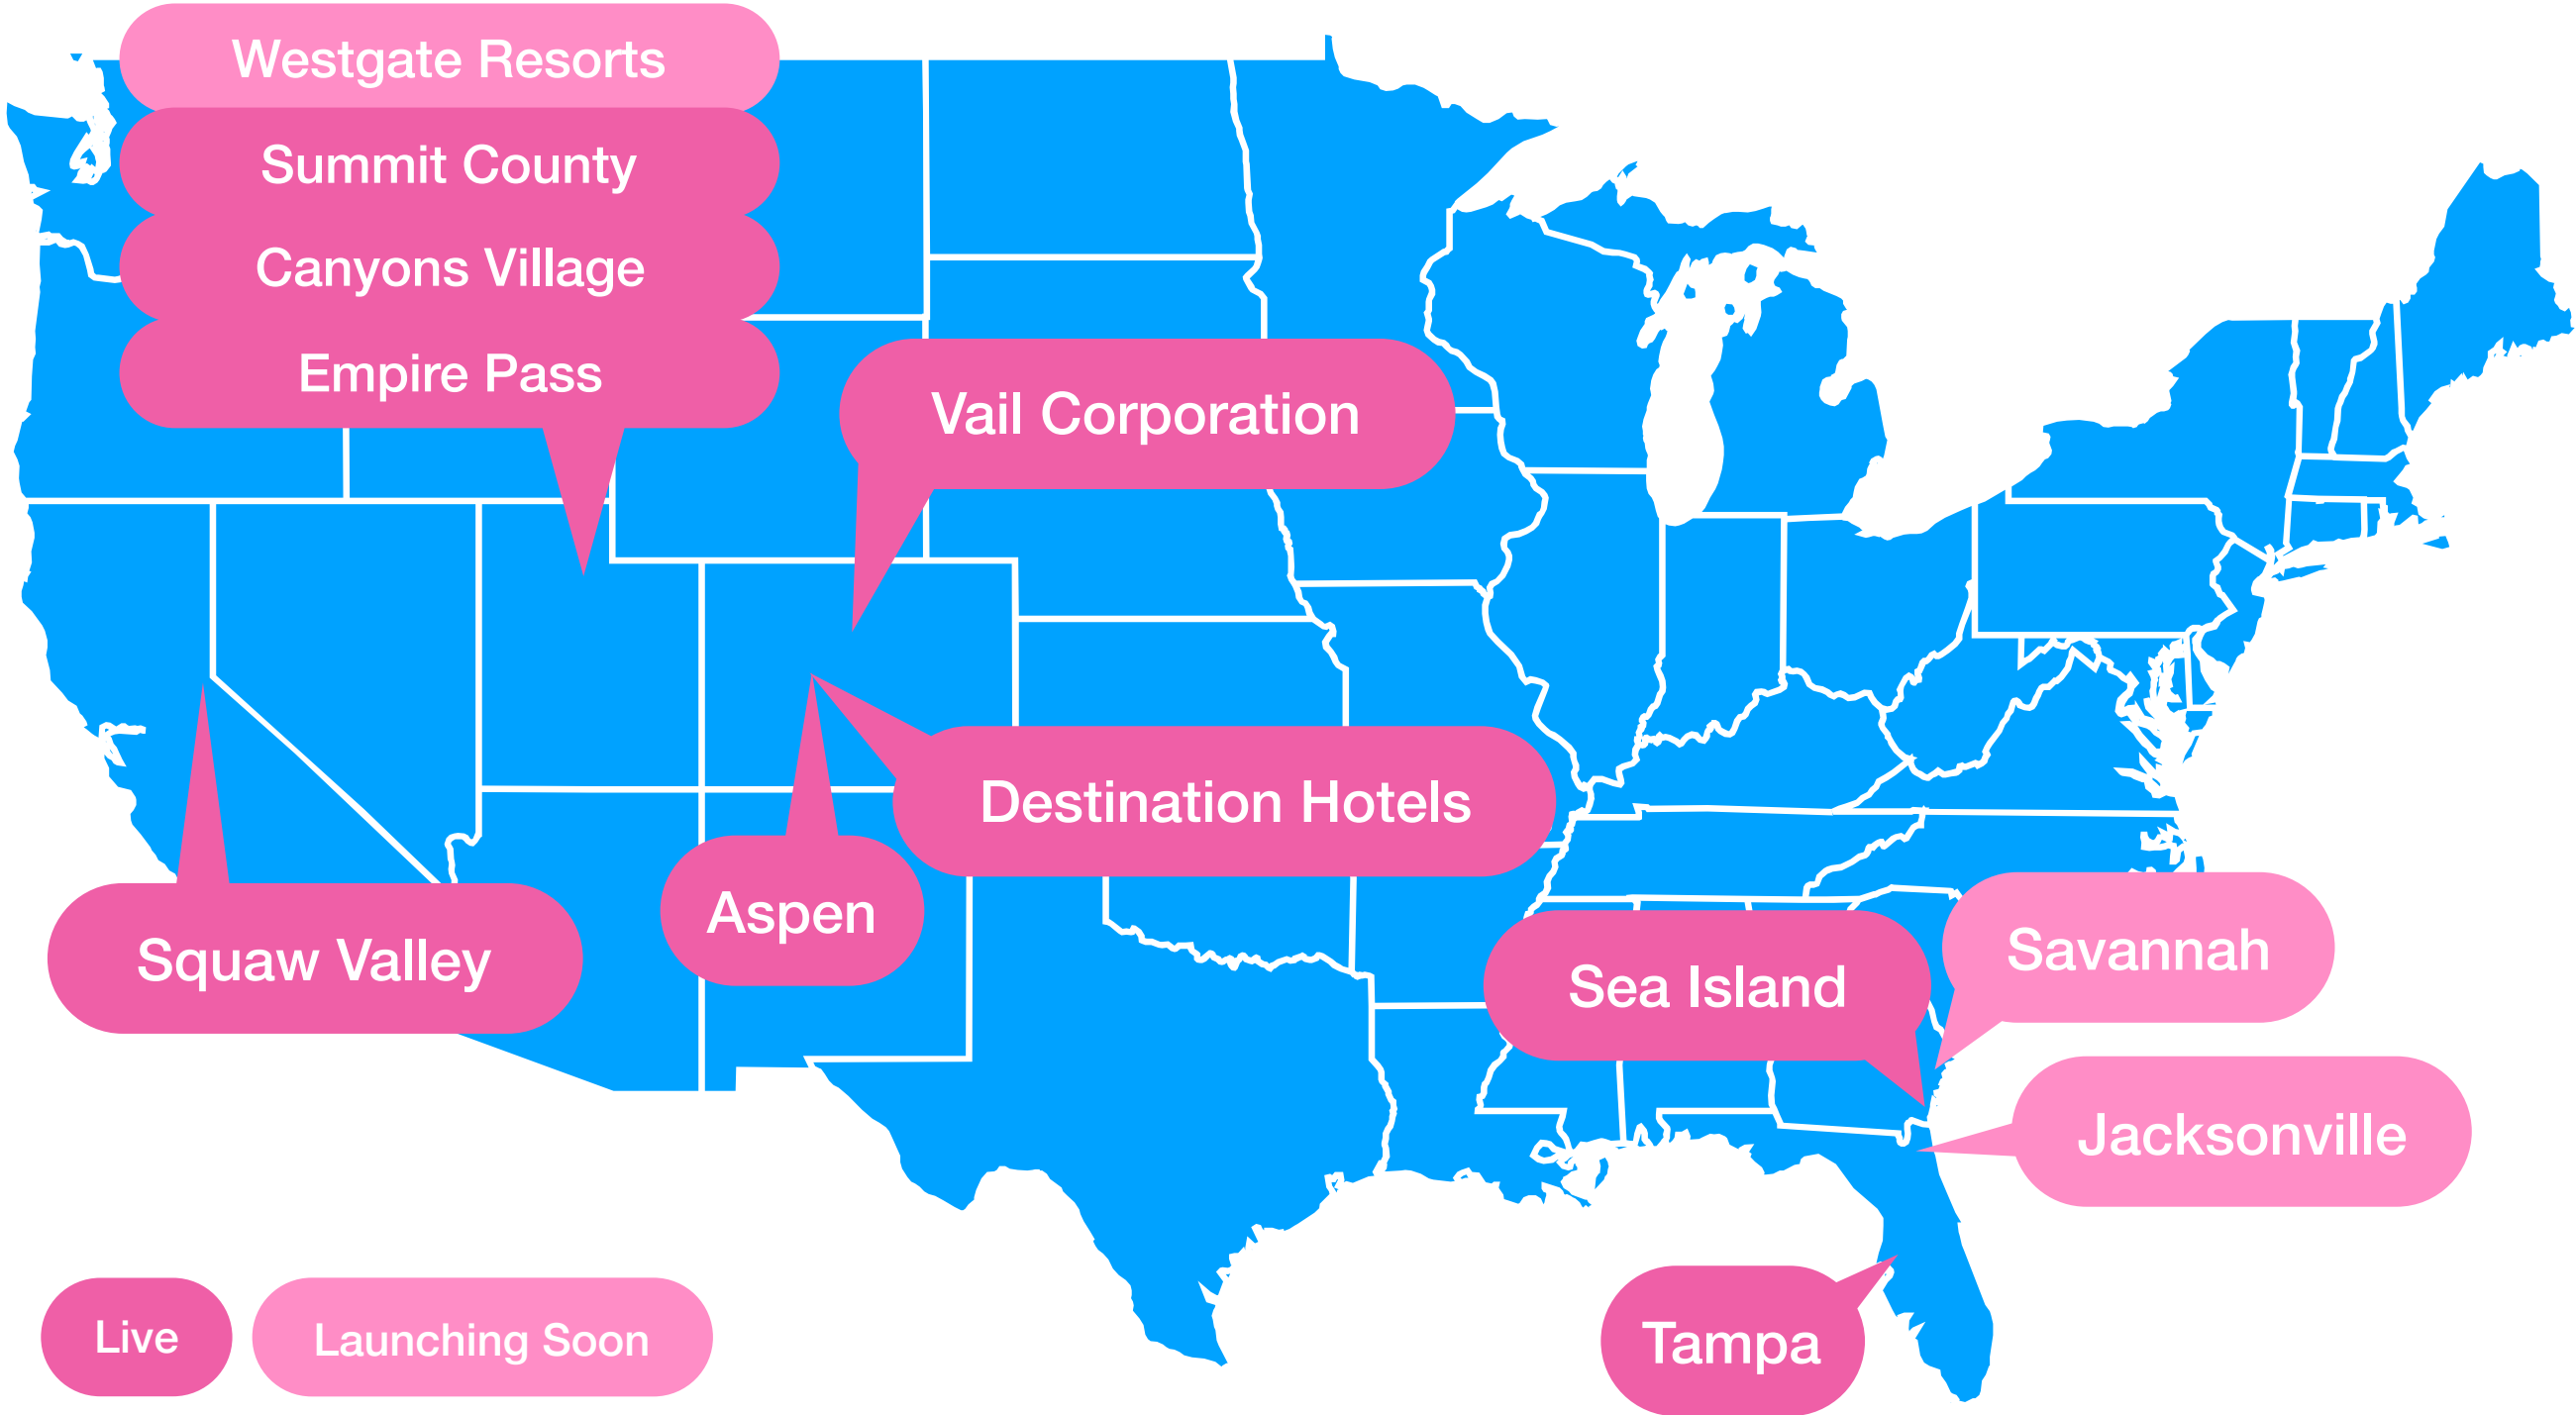 Westgate Resorts
Summit County
Canyons Village
Empire Pass
Vail Corporation
Destination Hotels
Aspen
Squaw Valley
Savannah
Sea Island
Jacksonville
Tampa
Live
Launching Soon